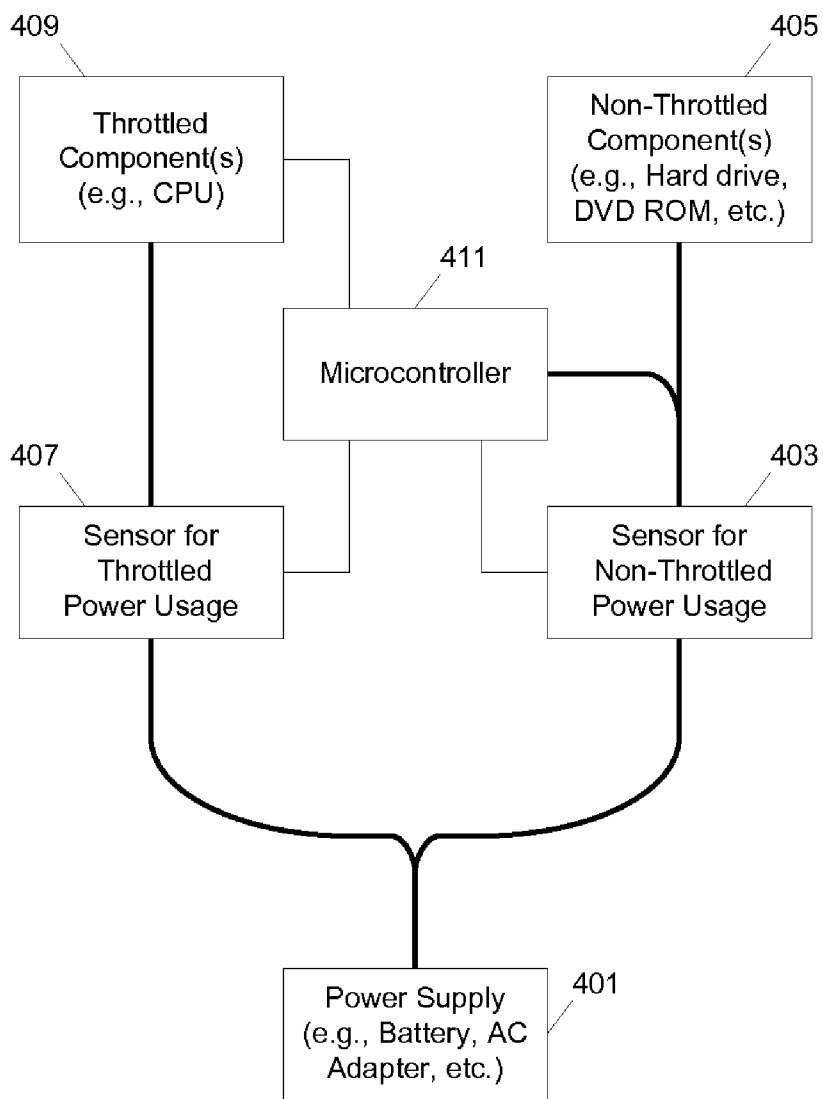 409
405
Throttled
Component(s)
(e.g., CPU)
Non-Throttled
Component(s)
(e.g., Hard drive,
DVD ROM, etc.)
411
Microcontroller
407
403
Sensor for
Throttled
Power Usage
Sensor for
Non-Throttled
Power Usage
Power Supply
(e.g., Battery, AC
Adapter, etc.)
401